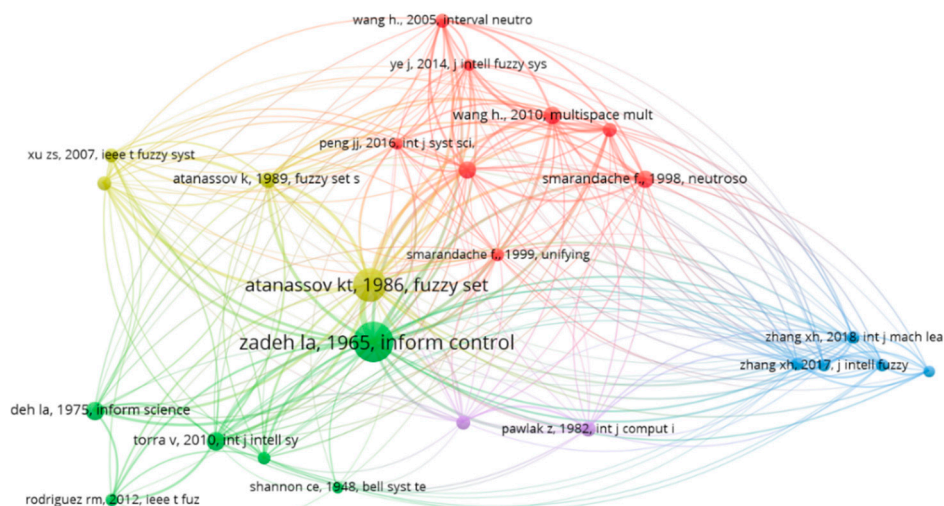 wang h., 2005, interval neutro
ye j, 2014, j intell fuzzy sys
wang h., 2010, multispace mult
peng jj, 2016, int j syst sci,
xu zs, 2007, ieee t fuzzy syst
atanassov k, 1989, fuzzy set s
smarandache f., 1998, neutroso
smarandache f., 1999, unifying
atanassov kt, 1986, fuzzy set
zadeh la, 1965, inform control
zhang xh, 2018, int j mach lea
zhang xh, 2017, j intell fuzzy
deh la, 1975, inform science
torra v, 2010, int j intell sy
pawlak z, 1982, int j comput i
shannon ce, 1948, bell syst te
rodriguez rm, 2012, ieee t fuz